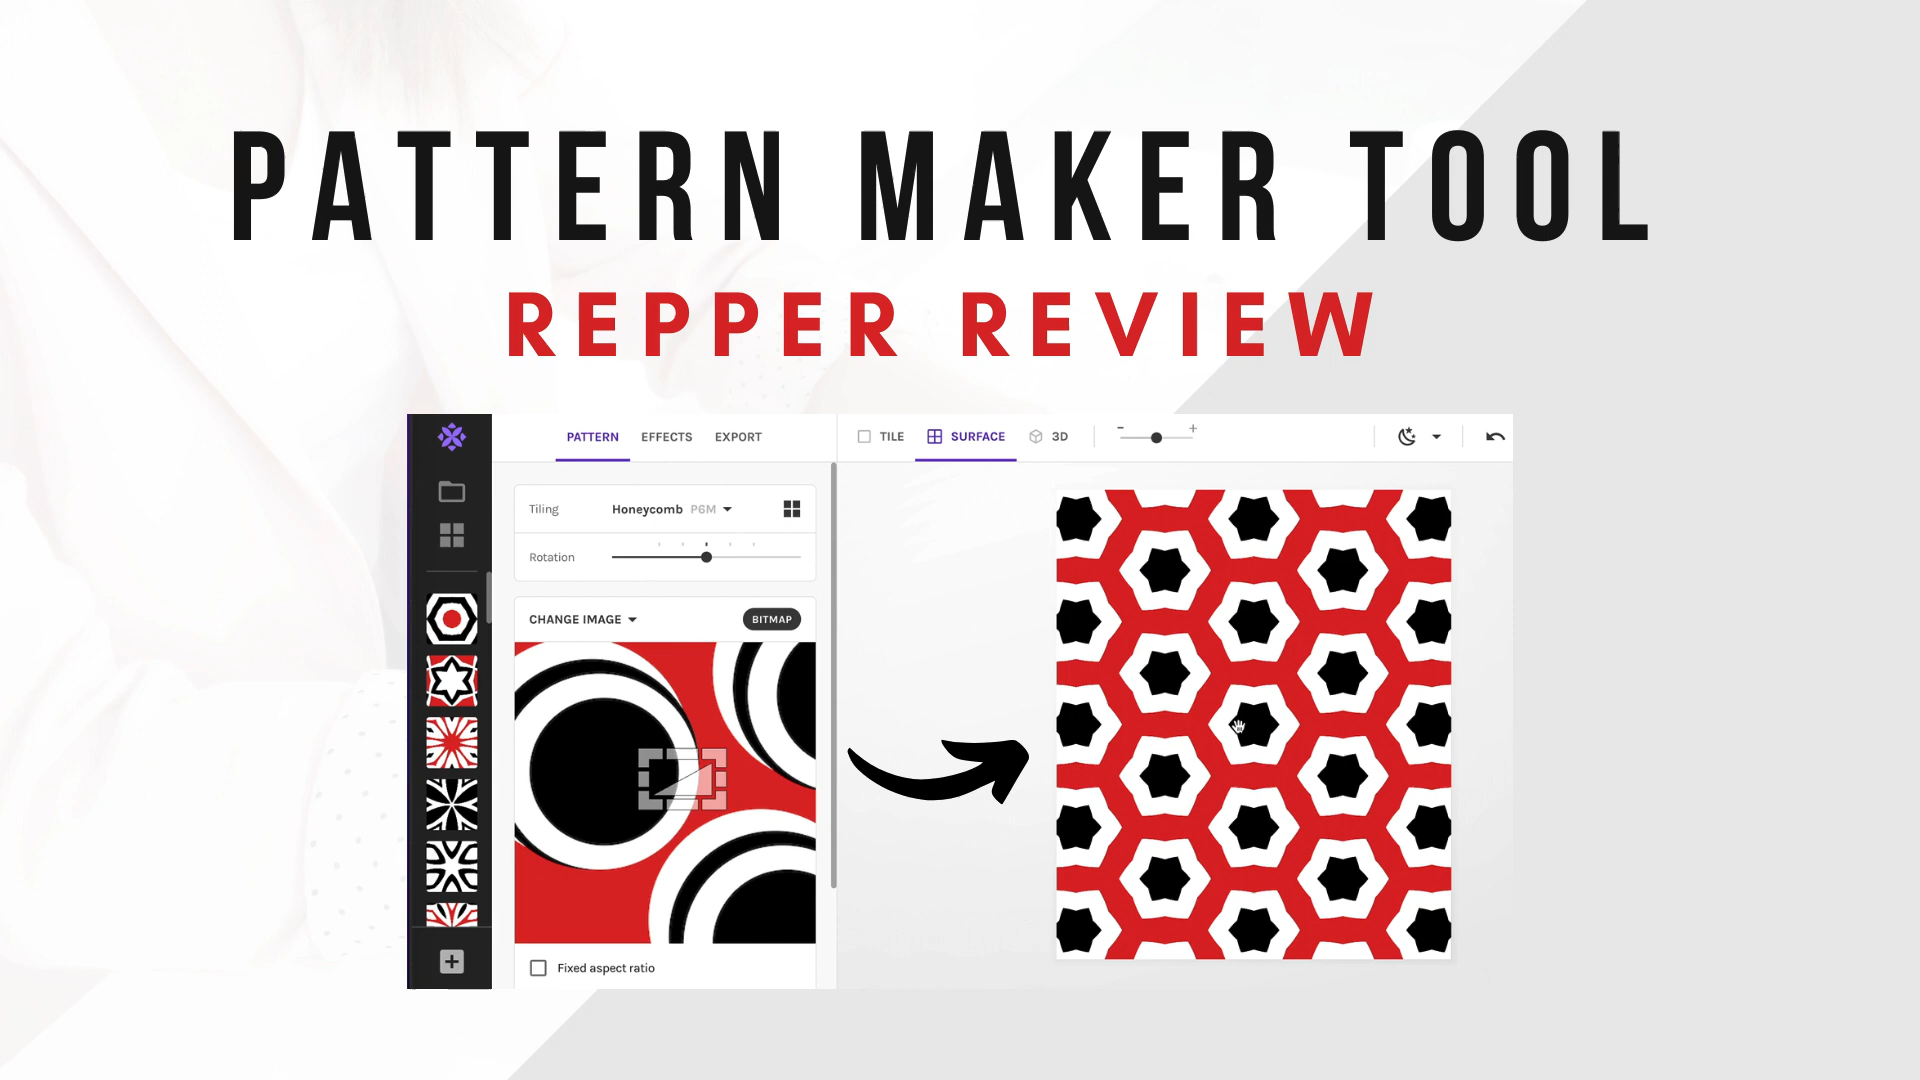 PATTERN MAKER TOOL
REPPER REVIEW
PATTERN EFFECTS EXPORT
TILE SURFACE 3D - +
Tiling Honeycomb P6M
Rotation
CHANGE IMAGE BITMAP
Fixed aspect ratio